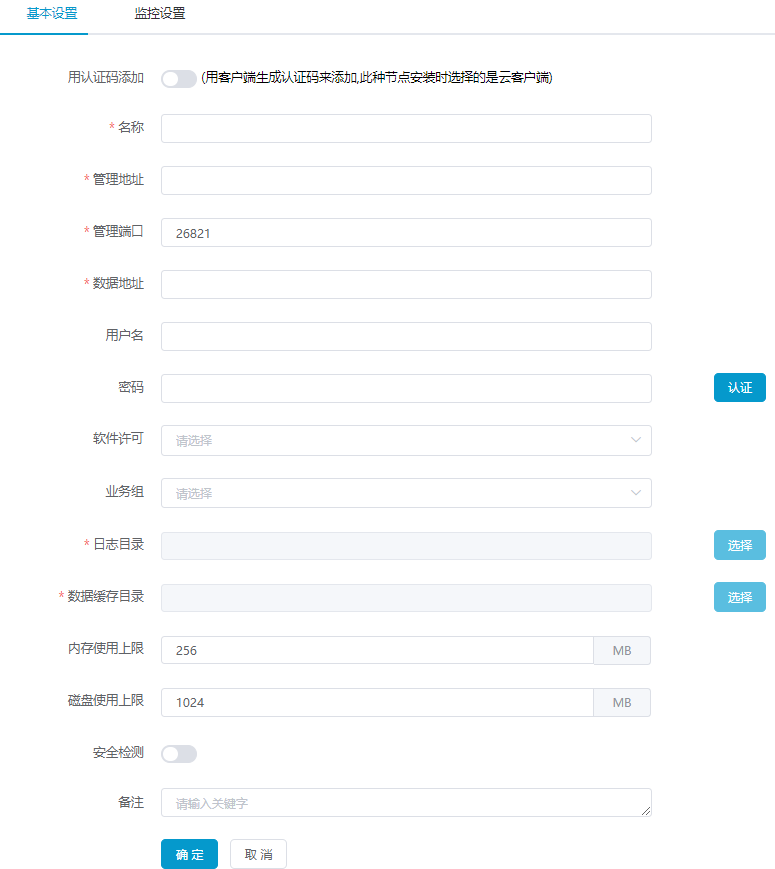 基本设置 监控设置
用认证码添加 (用客户端生成认证码来添加,此种节点安装时选择的是云客户端)
* 名称
* 管理地址
* 管理端口 26821
* 数据地址
用户名
密码 认证
软件许可 请选择
业务组 请选择
* 日志目录 选择
* 数据缓存目录 选择
内存使用上限 256 MB
磁盘使用上限 1024 MB
安全检测
备注 请输入关键字
确 定 取 消